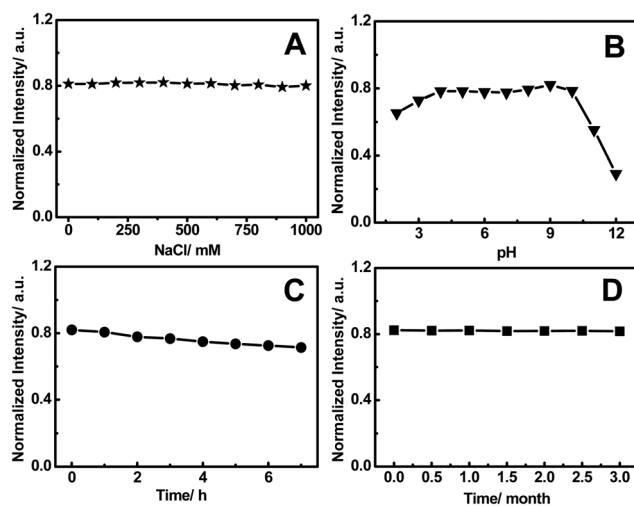 A
Normalized Intensity/ a.u.
1.2
0.8
0.4
0.0
0 250 500 750 1000
NaCl/ mM
B
Normalized Intensity/ a.u.
1.2
0.8
0.4
0.0
3 6 9 12
pH
C
Normalized Intensity/ a.u.
1.2
0.8
0.4
0.0
0 2 4 6
Time/ h
D
Normalized Intensity/ a.u.
1.2
0.8
0.4
0.0
0.0 0.5 1.0 1.5 2.0 2.5 3.0
Time/ month